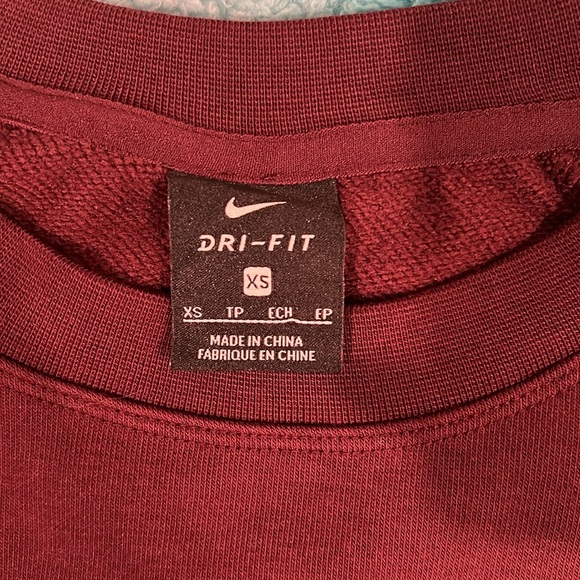 DRI-FIT
XS
XS TP ECH EP
MADE IN CHINA
FABRIQUE EN CHINE